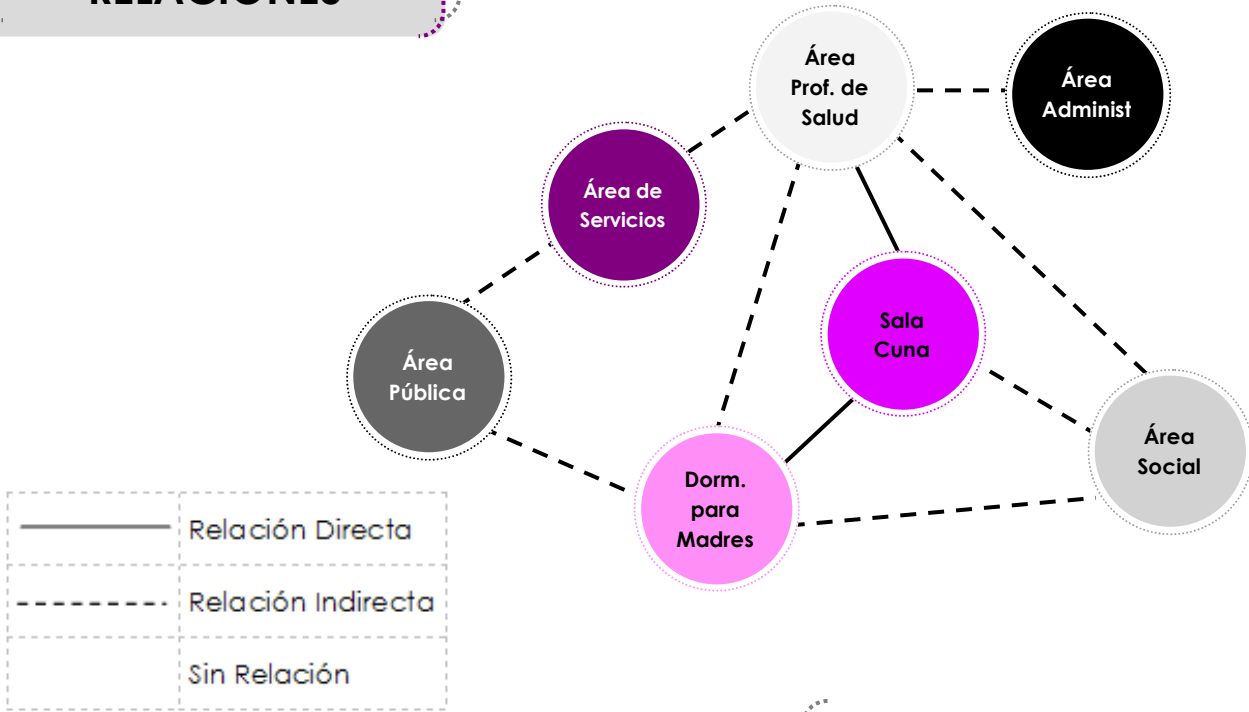 RELACIONES
Área
Prof. de
Salud
Área
Administ
Área de
Servicios
Sala
Cuna
Área
Pública
Área
Social
Dorm.
para
Madres
Relación Directa
Relación Indirecta
Sin Relación